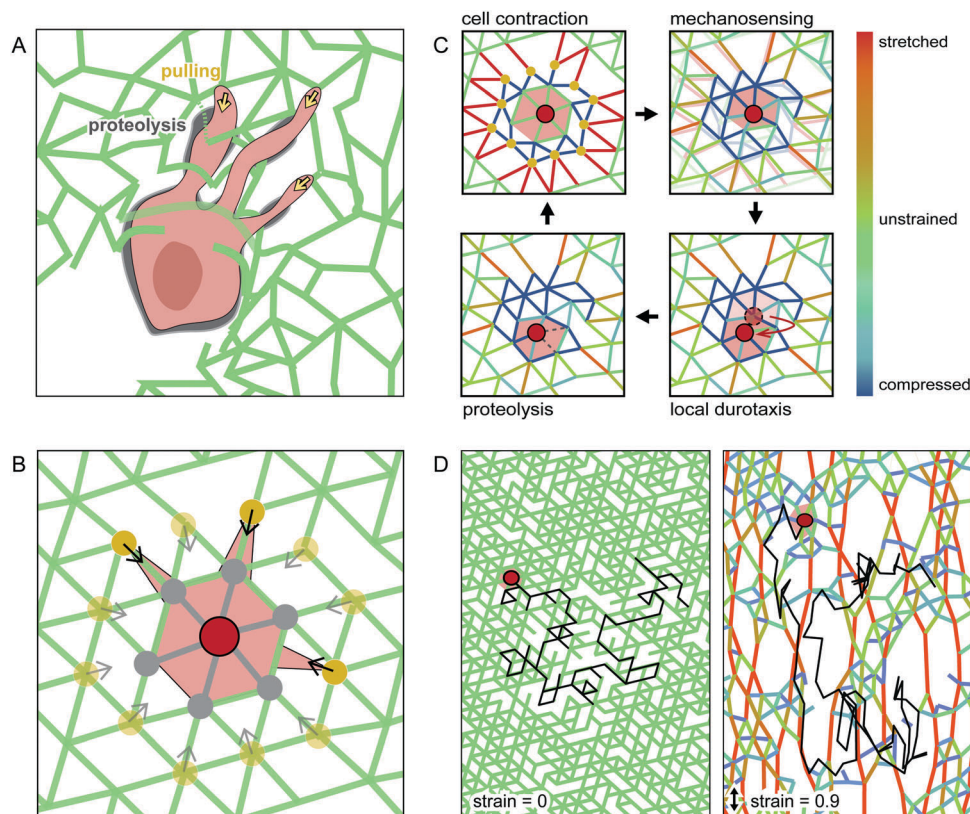 A
pulling
proteolysis
B
C
cell contraction
mechanosensing
proteolysis
local durotaxis
stretched
unstrained
compressed
D
strain = 0
strain = 0.9